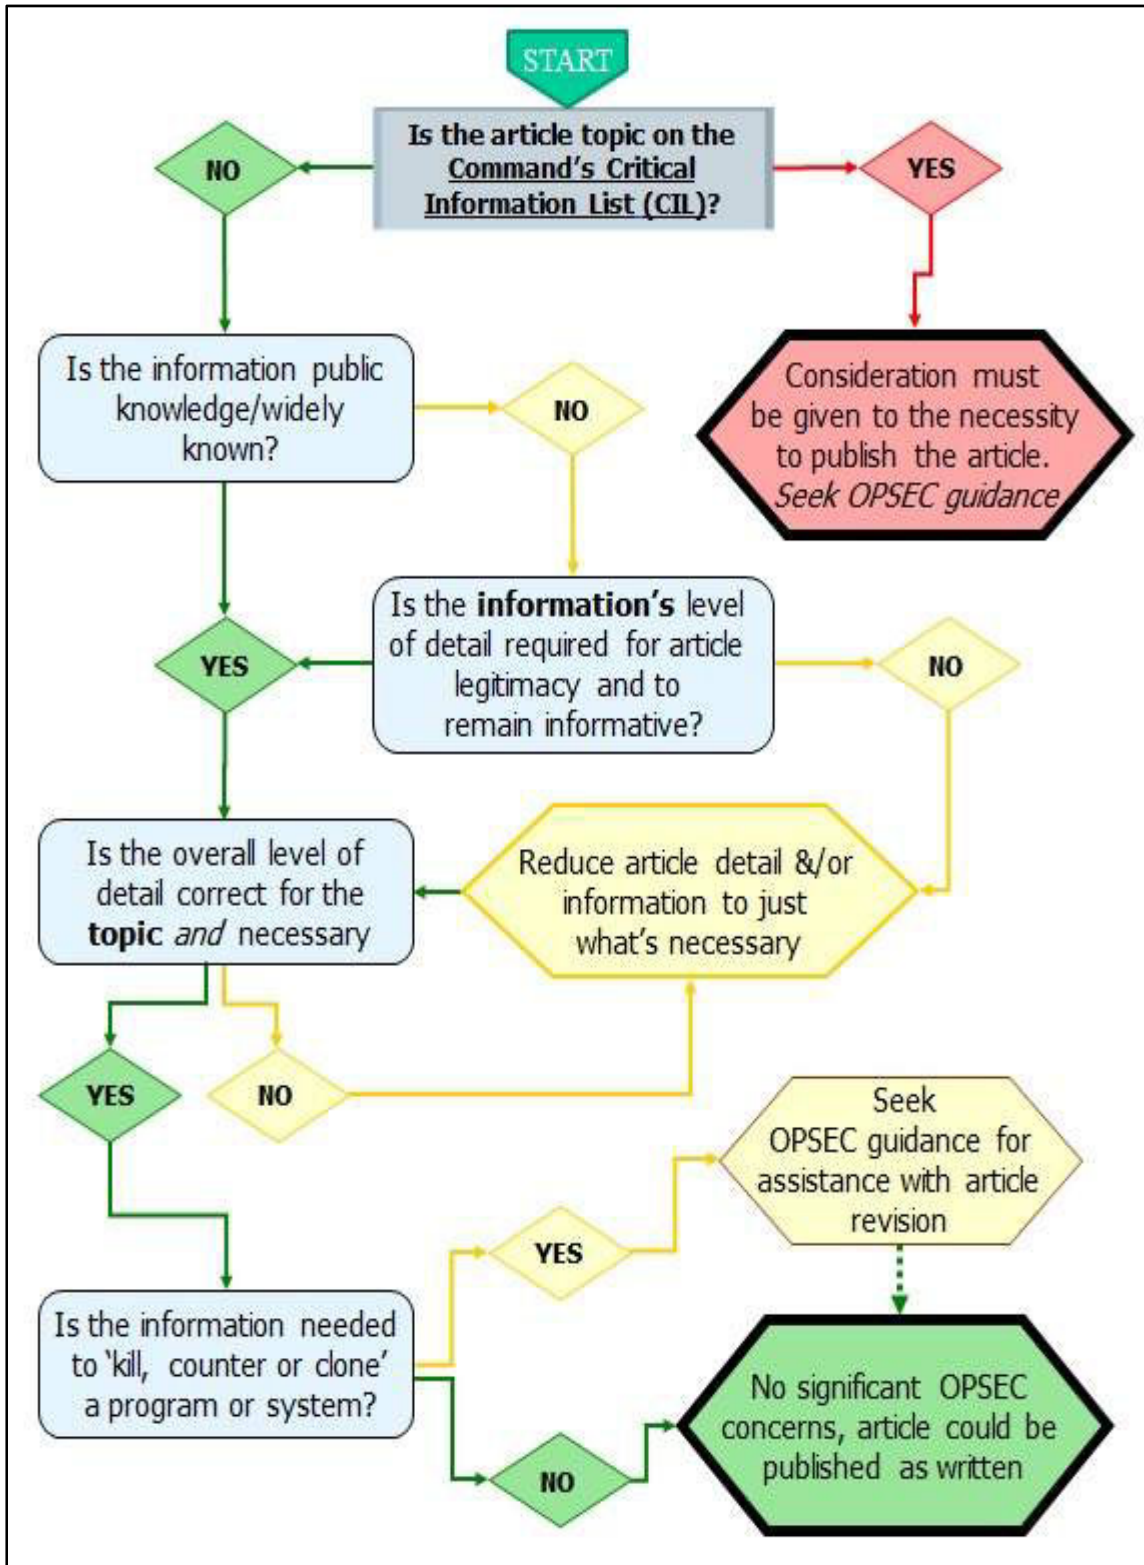 START
Is the article topic on the
Command's Critical
Information List (CIL)?
NO
YES
Is the information public
knowledge/widely
known?
NO
Consideration must
be given to the necessity
to publish the article.
Seek OPSEC guidance
Is the information's level
of detail required for article
legitimacy and to
remain informative?
YES
NO
Is the overall level of
detail correct for the
topic and necessary
Reduce article detail &/or
information to just
what's necessary
YES
NO
Seek
OPSEC guidance for
assistance with article
revision
YES
Is the information needed
to 'kill, counter or clone'
a program or system?
No significant OPSEC
concerns, article could be
published as written
NO